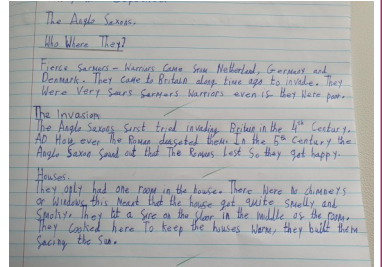 The Anglo Saxons.
Who Where They?
Fierce sarmers - Warriors Came srom Netherland, Germany and
Denmark. They came to Britain along time ago to invade. They
Were Very sears sarmers Warriors even is they Were poor.
The Invasion
The Anglo Saxons sirst tried invading Britain in the 4th Century.
AD How ever the Roman deseted them. In the 5th Century the
Anglo Saxon sound out that The Romans Lest So they got happy.
Houses.
They only had one room in the house. There were no chimneys
or Windows, this Meant that the house got quite smelly and
Smoky. They lit a sire on the sloor in the middle os the room.
They cooked here To keep the houses Warm, they built them
sacing the Sun.